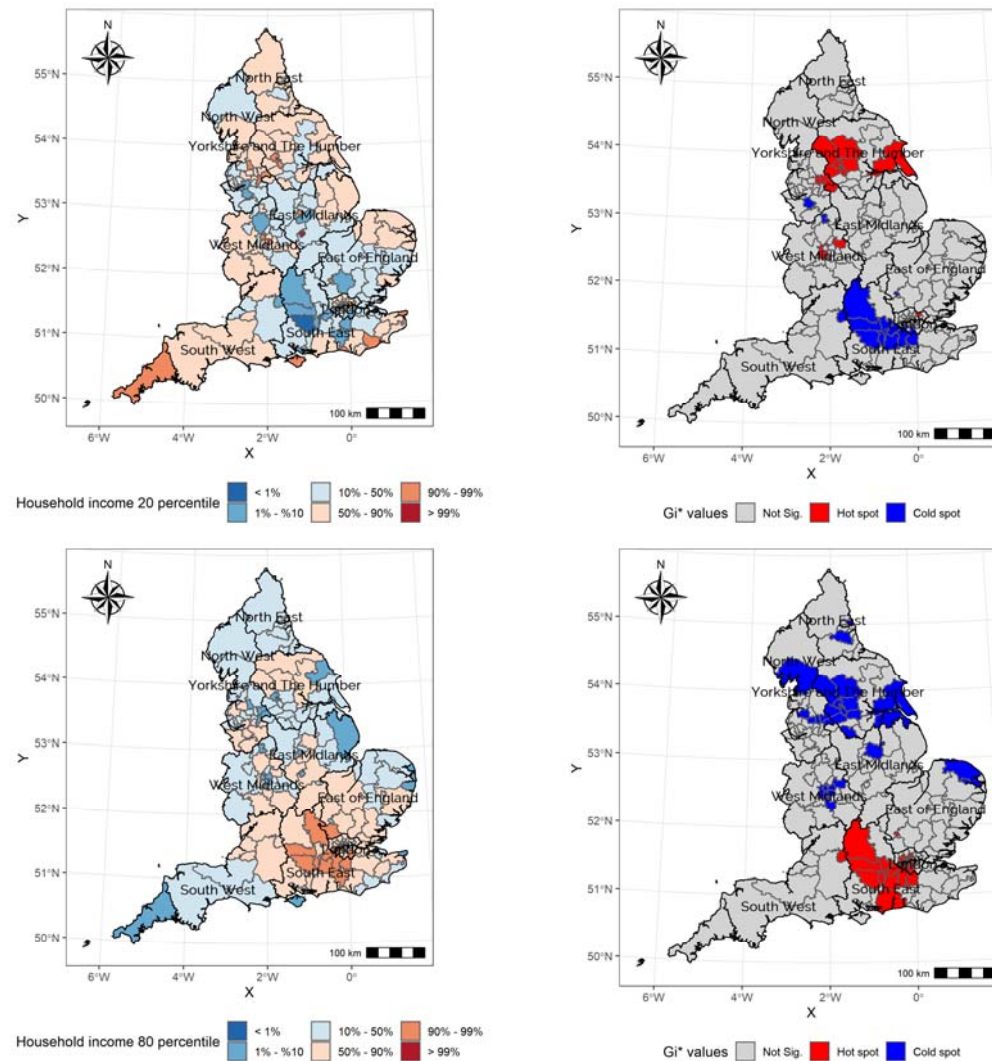 N
55°N
54°N
53°N
52°N
51°N
50°N
Y
North East
North West
Yorkshire and The Humber
East Midlands
West Midlands
East of England
London
South East
South West
100 km
6°W
4°W
2°W
0°
X
Household income 20 percentile
< 1%
10% - 50%
90% - 99%
1% - %10
50% - 90%
> 99%
N
55°N
54°N
53°N
52°N
51°N
50°N
Y
North East
North West
Yorkshire and The Humber
East Midlands
West Midlands
East of England
London
South East
South West
100 km
6°W
4°W
2°W
0°
X
Gi* values
Not Sig.
Hot spot
Cold spot
N
55°N
54°N
53°N
52°N
51°N
50°N
Y
North East
North West
Yorkshire and The Humber
East Midlands
West Midlands
East of England
London
South East
South West
100 km
6°W
4°W
2°W
0°
X
Household income 80 percentile
< 1%
10% - 50%
90% - 99%
1% - %10
50% - 90%
> 99%
N
55°N
54°N
53°N
52°N
51°N
50°N
Y
North East
North West
Yorkshire and The Humber
East Midlands
West Midlands
East of England
London
South East
South West
100 km
6°W
4°W
2°W
0°
X
Gi* values
Not Sig.
Hot spot
Cold spot